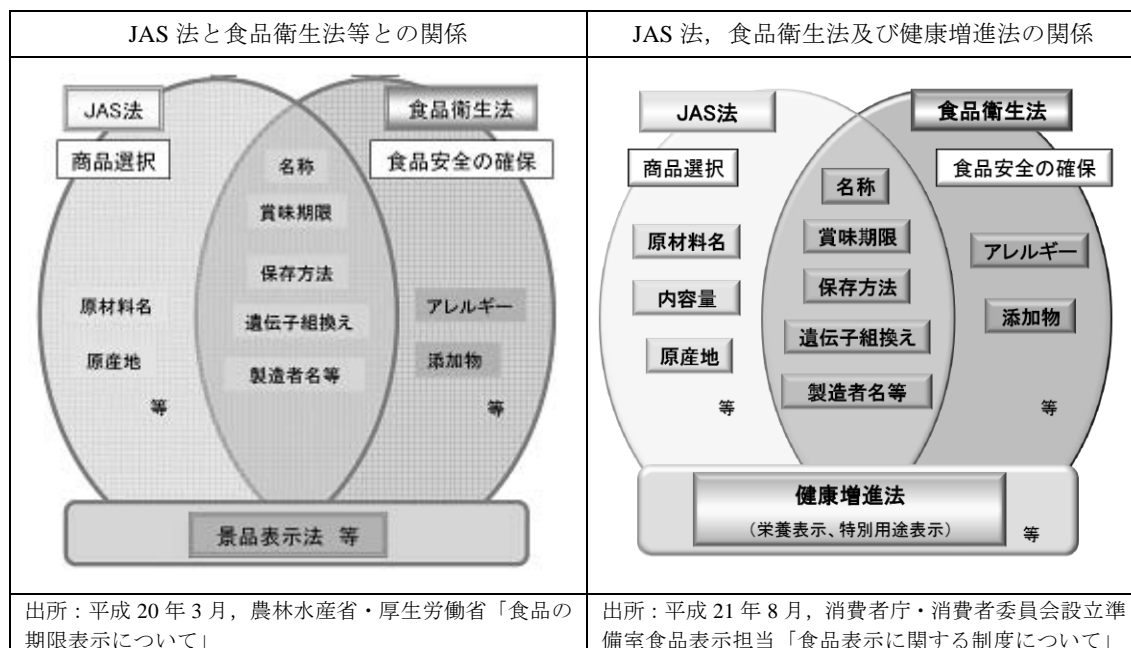 JAS 法と食品衛生法等との関係
JAS法
食品衛生法
商品選択
食品安全の確保
名称
賞味期限
保存方法
遺伝子組換え
製造者名等
原材料名
原産地
等
アレルギー
添加物
等
景品表示法 等
出所：平成 20 年 3 月，農林水産省・厚生労働省「食品の
期限表示について」
JAS 法，食品衛生法及び健康増進法の関係
JAS法
食品衛生法
商品選択
食品安全の確保
名称
賞味期限
保存方法
遺伝子組換え
製造者名等
原材料名
内容量
原産地
等
アレルギー
添加物
等
健康増進法
（栄養表示、特別用途表示）
等
出所：平成 21 年 8 月，消費者庁・消費者委員会設立準
備室食品表示担当「食品表示に関する制度について」